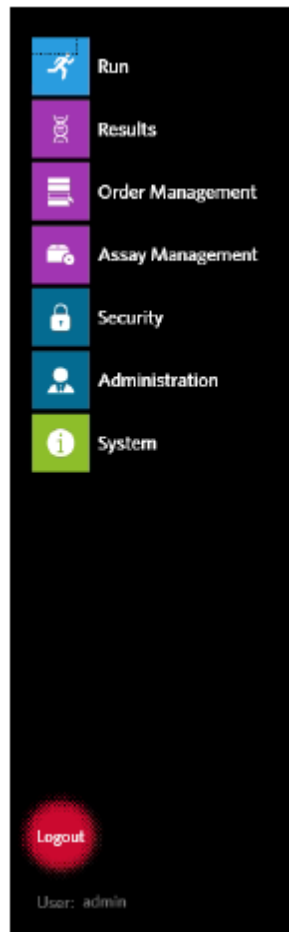 Run
Results
Order Management
Assay Management
Security
Administration
System
Logout
User: admin